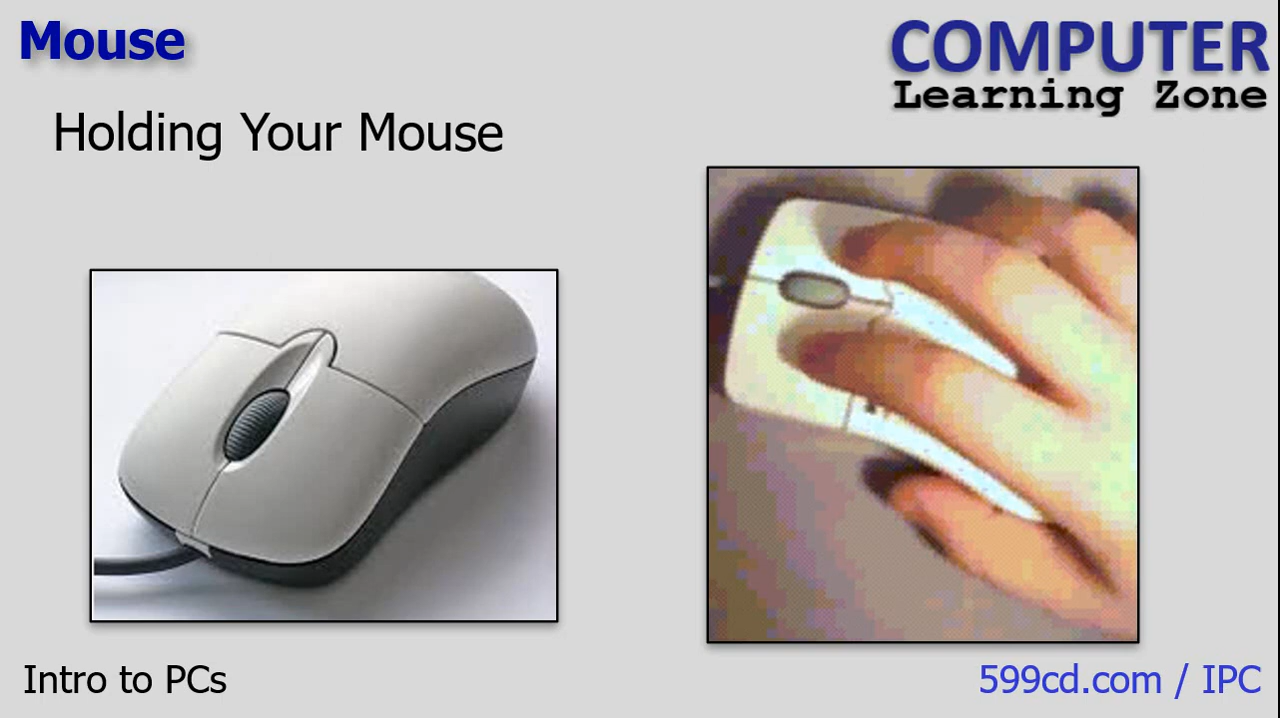 Mouse
COMPUTER
Learning Zone
Holding Your Mouse
Intro to PCs
599cd.com / IPC